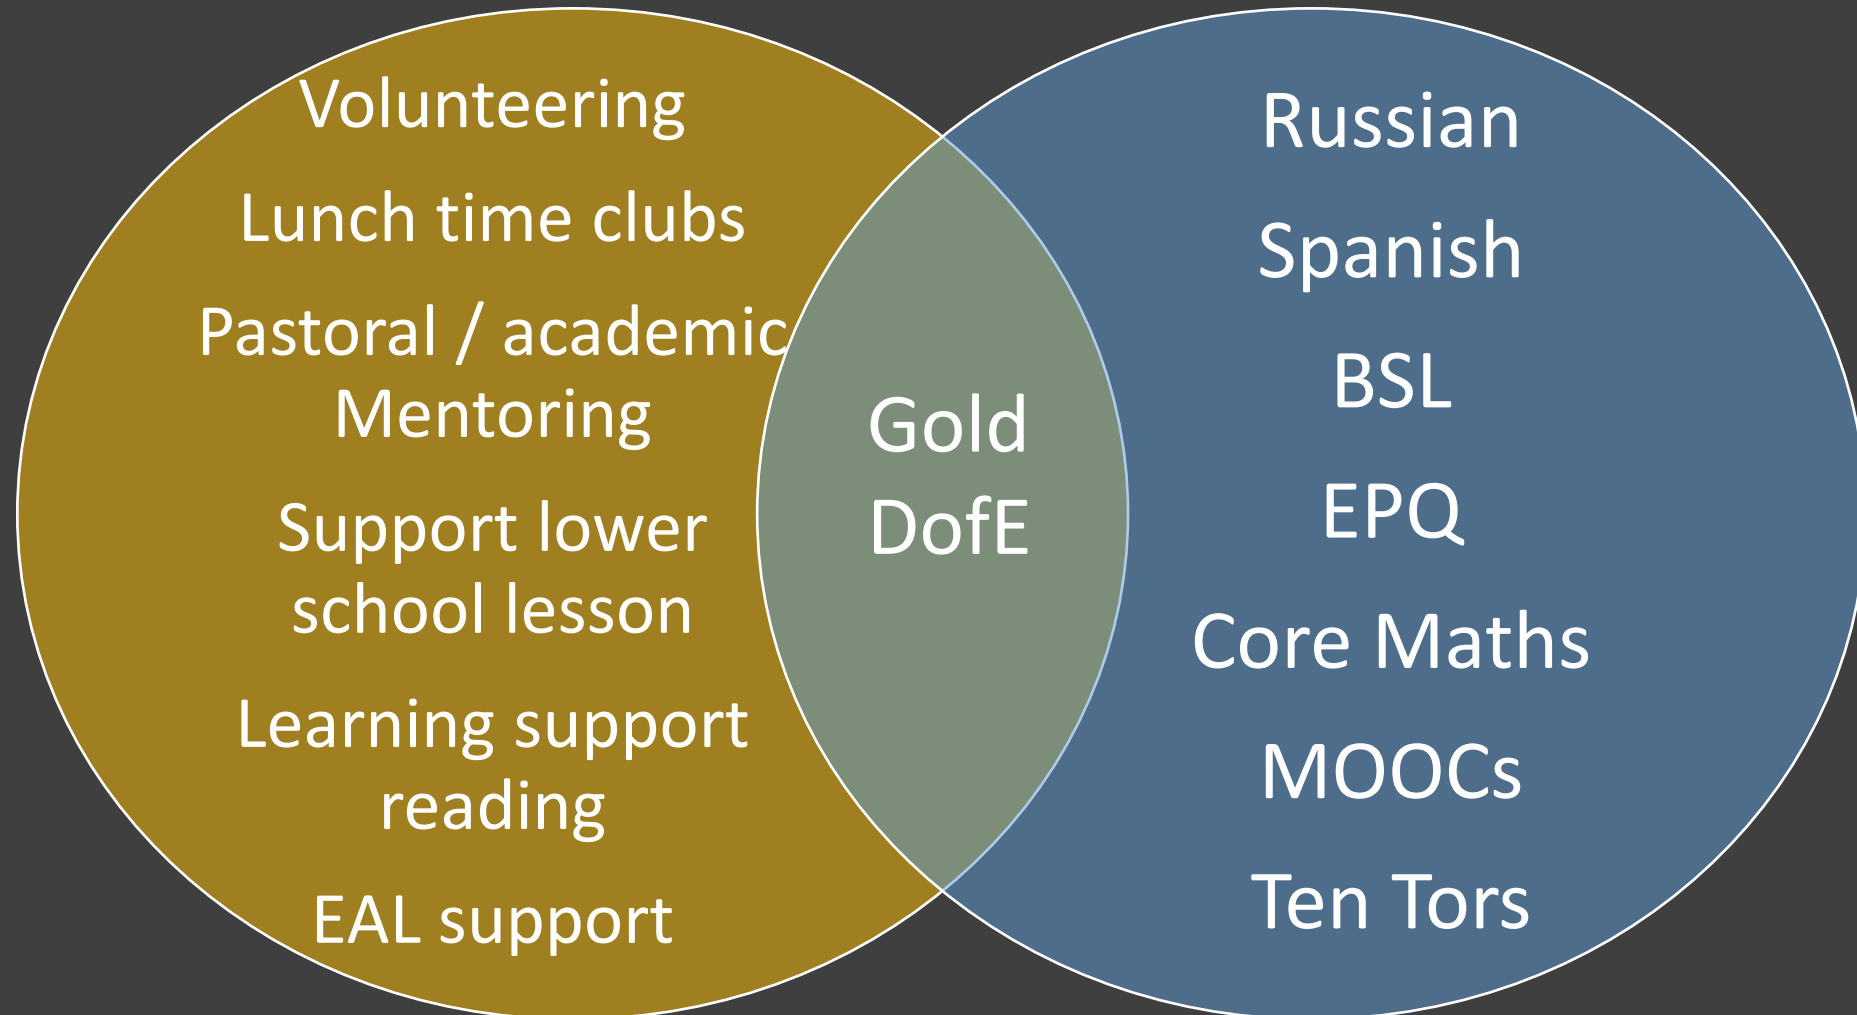 Volunteering
Lunch time clubs
Pastoral / academic
Mentoring
Support lower
school lesson
Learning support
reading
EAL support
Gold
DofE
Russian
Spanish
BSL
EPQ
Core Maths
MOOCs
Ten Tors